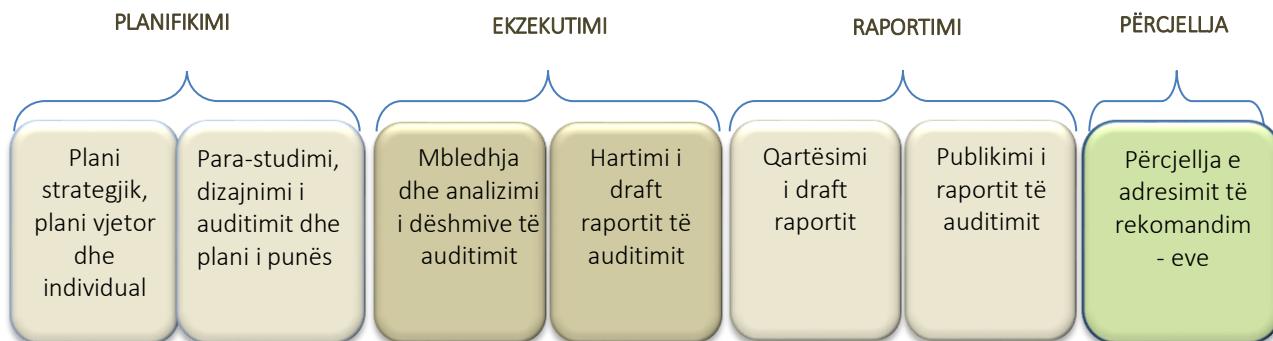 PLANIFIKIMI
EKZEKUTIMI
RAPORTIMI
PËRCJELLJA
Plani
strategjik,
plani vjetor
dhe
individual
Para-studimi,
dizajnimi i
auditimit dhe
plani i punës
Mbledhja
dhe analizimi
i dëshmive të
auditimit
Hartimi i
draft
raportit të
auditimit
Qartësimi
i draft
raportit
Publikimi i
raportit të
auditimit
Përcjellja e
adresimit të
rekomandim
- eve